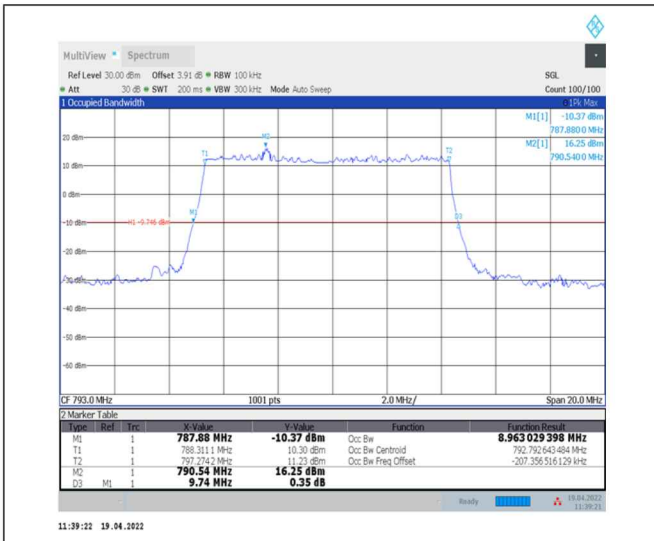 MultiView Spectrum
Ref Level 30.00 dBm Offset 3.91 dB RBW 100 kHz SGL
Att 30 dB SWT 200 ms VBW 300 kHz Mode Auto Sweep Count 100/100
1 Occupied Bandwidth 1Pk Max
M1[1] -10.37 dBm
787.8800 MHz
M2[1] 16.25 dBm
790.5400 MHz
20 dBm
M2
T1
T2
10 dBm
0 dBm
M1
D3
-10 dBm
H1 -9.746 dBm
-20 dBm
-30 dBm
-40 dBm
-50 dBm
-60 dBm
CF 793.0 MHz 1001 pts 2.0 MHz/ Span 20.0 MHz
2 Marker Table
Type Ref Trc X-Value Y-Value Function Function Result
M1 1 787.88 MHz -10.37 dBm Occ Bw 8.963 029 398 MHz
T1 1 788.311 1 MHz 10.30 dBm Occ Bw Centroid 792.792 643 484 MHz
T2 1 797.274 2 MHz 11.23 dBm Occ Bw Freq Offset -207.356 516 129 kHz
M2 1 790.54 MHz 16.25 dBm
D3 M1 1 9.74 MHz 0.35 dB
Ready 19.04.2022
11:39:21
11:39:22 19.04.2022